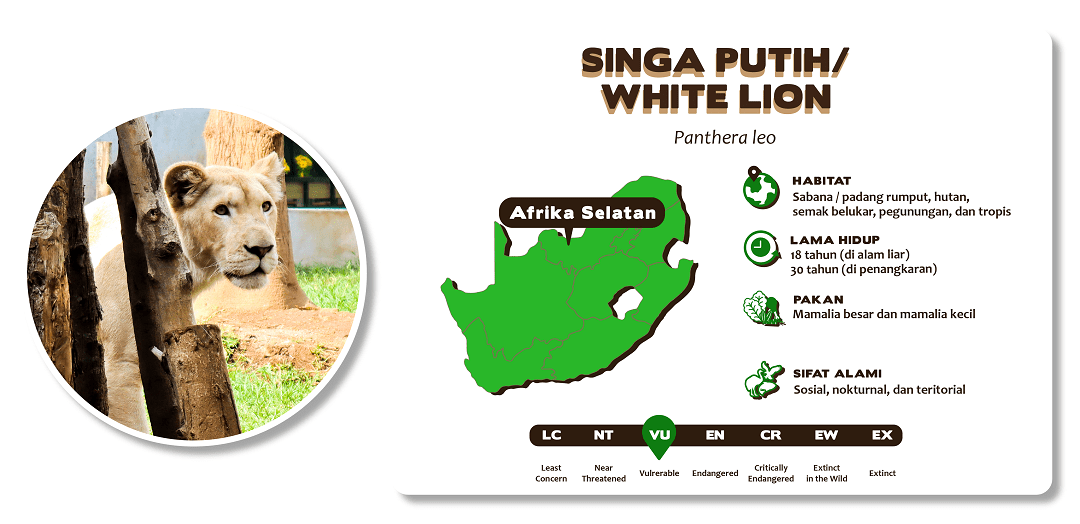 SINGA PUTIH/
WHITE LION
Panthera leo
Afrika Selatan
HABITAT
Sabana / padang rumput, hutan,
semak belukar, pegunungan, dan tropis
LAMA HIDUP
18 tahun (di alam liar)
30 tahun (di penangkaran)
PAKAN
Mamalia besar dan mamalia kecil
SIFAT ALAMI
Sosial, nokturnal, dan teritorial
LC NT VU EN CR EW EX
Least Concern
Near Threatened
Vulrerable
Endangered
Critically Endangered
Extinct in the Wild
Extinct